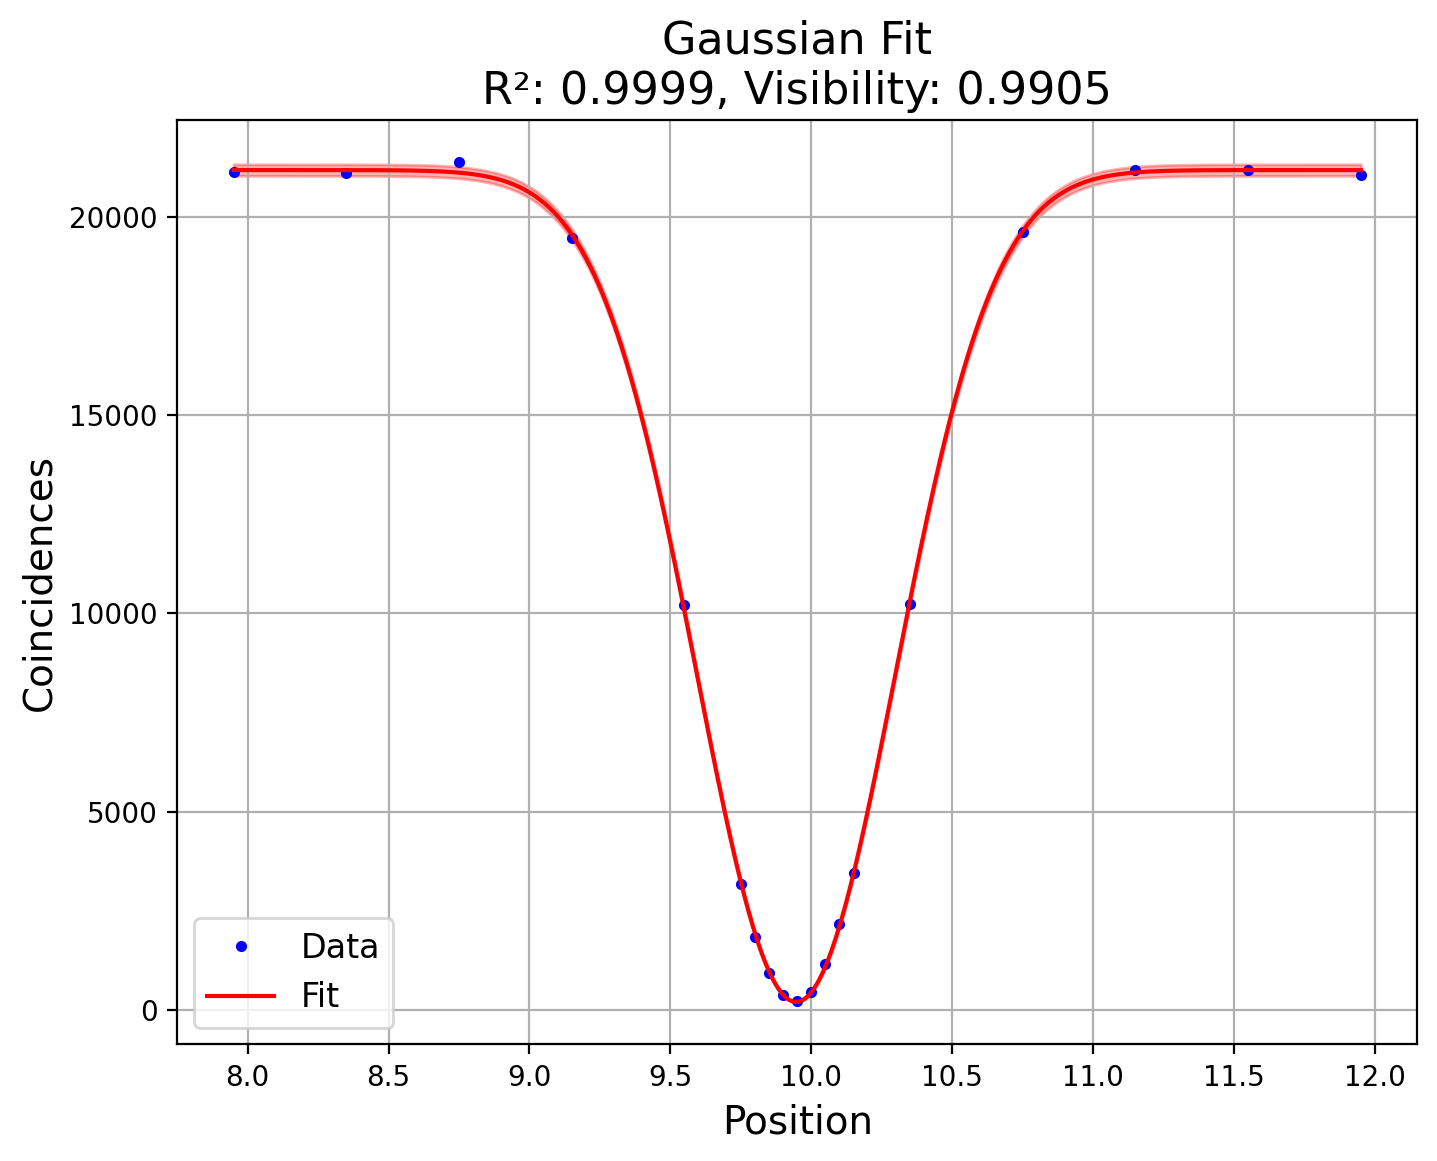 Gaussian Fit
R²: 0.9999, Visibility: 0.9905
Coincidences
20000
15000
10000
5000
0
Data
Fit
8.0 8.5 9.0 9.5 10.0 10.5 11.0 11.5 12.0
Position